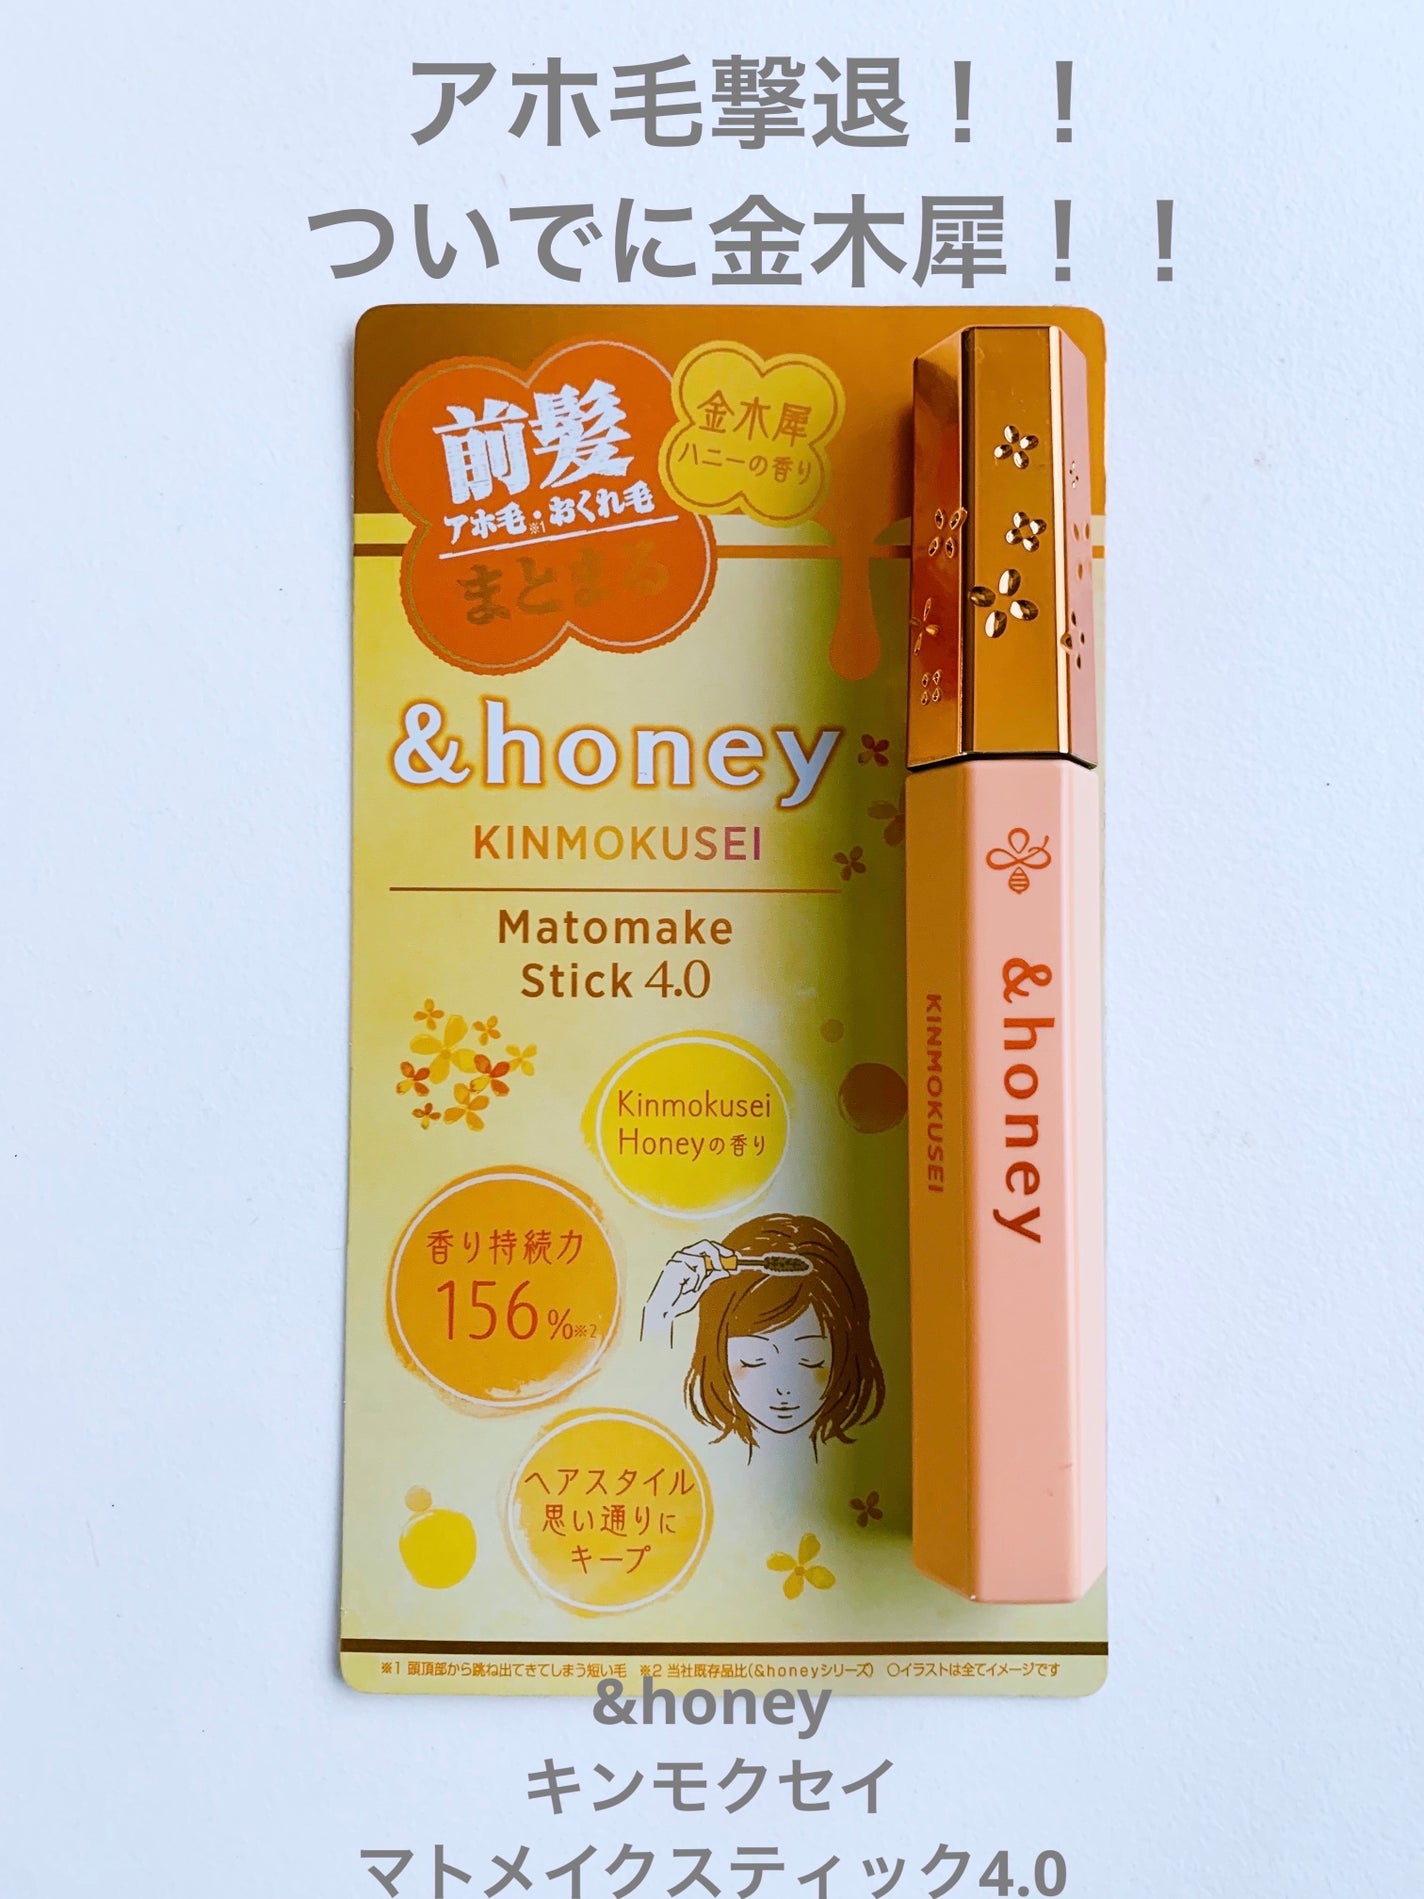 アホ毛撃退！！
ついでに金木犀！！
前髪
アホ毛※1・おくれ毛
まとまる
金木犀
ハニーの香り
&honey
KINMOKUSEI
Matomake
Stick 4.0
Kinmokusei
Honeyの香り
香り持続力
156%※2
ヘアスタイル
思い通りに
キープ
&honey
KINMOKUSEI
※1 頭頂部から跳ね出てきてしまう短い毛 ※2 当社既存品比(&honeyシリーズ) ○イラストは全てイメージです
&honey
キンモクセイ
マトメイクスティック4.0